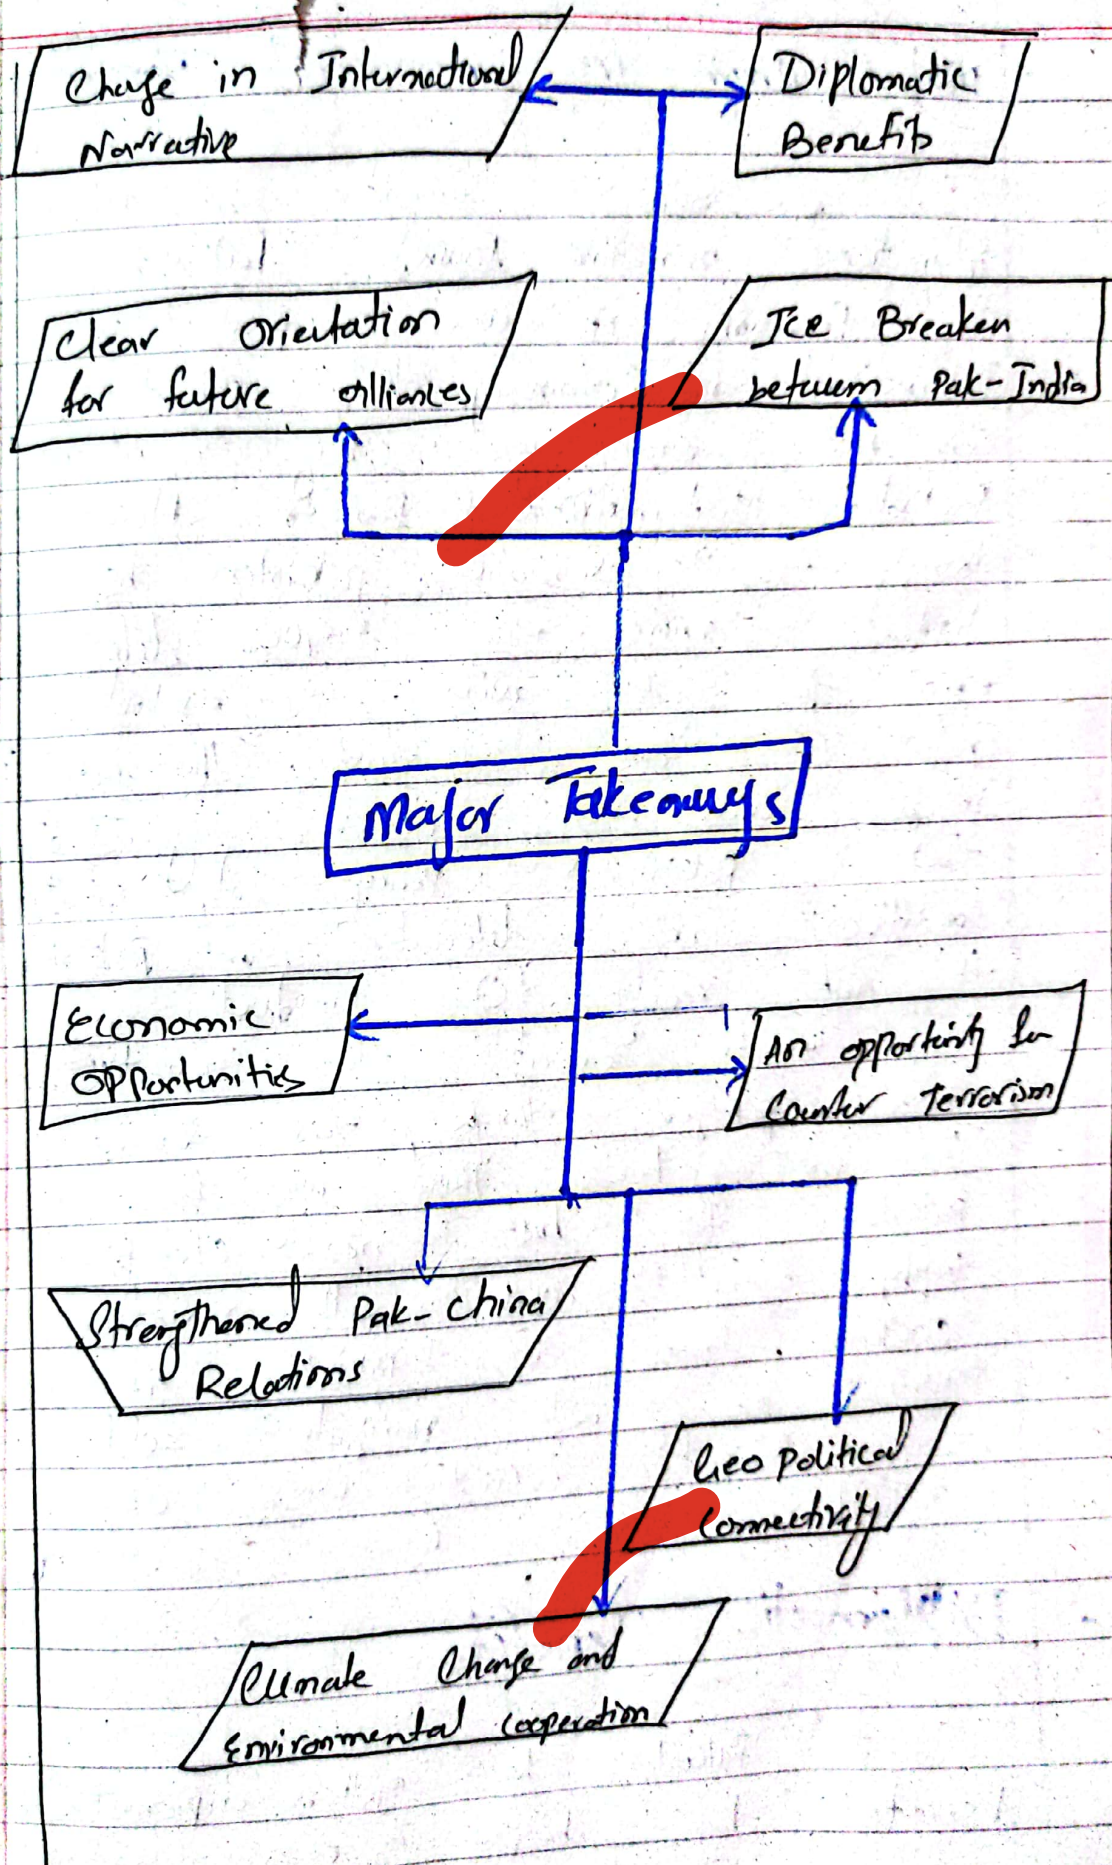 Change in International
Narrative
Diplomatic
Benefits
Clear Orientation
for future alliances
Ice Breaker
between Pak-India
Major Takeaways
Economic
Opportunities
An opportunity for
Counter Terrorism
Strengthened Pak-China
Relations
Geo Political
Connectivity
Climate Change and
Environmental Cooperation